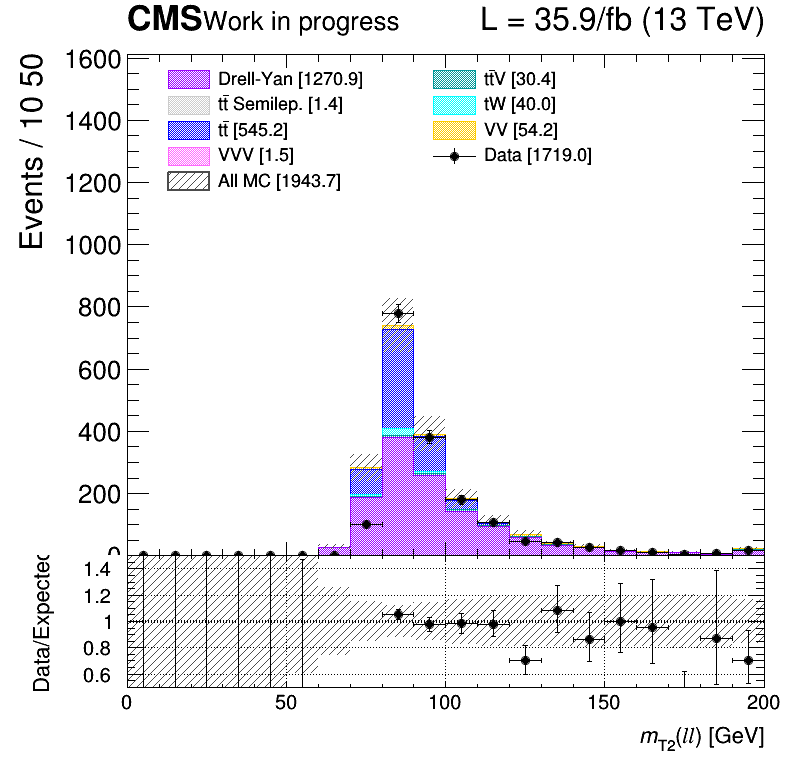 CMS Work in progress L = 35.9/fb (13 TeV)
Events / 10 50
1600
1400
1200
1000
800
600
400
200
0
Drell-Yan [1270.9]
tt̄ Semilep. [1.4]
tt̄ [545.2]
VVV [1.5]
All MC [1943.7]
tt̄V [30.4]
tW [40.0]
VV [54.2]
Data [1719.0]
Data/Expected
1.4
1.2
1
0.8
0.6
0 50 100 150 200
m_T2(ll) [GeV]